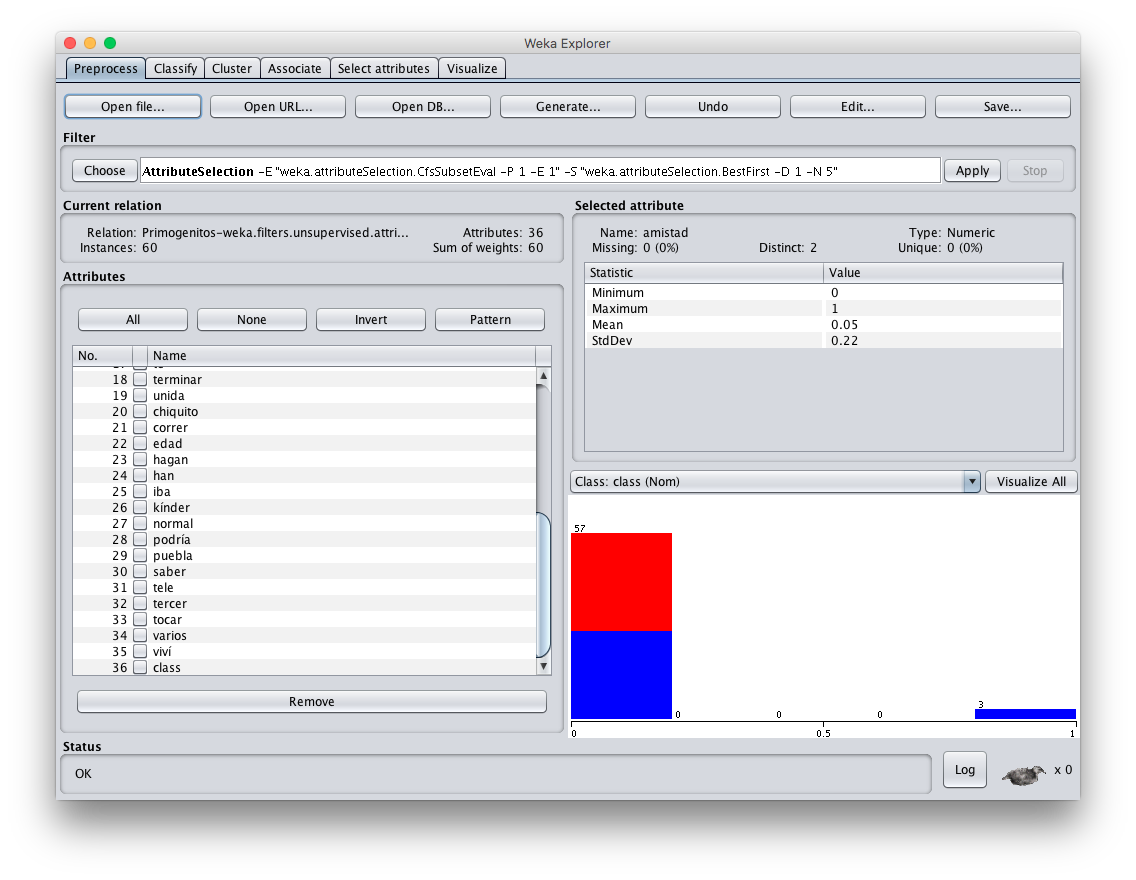 Weka Explorer
Preprocess Classify Cluster Associate Select attributes Visualize
Open file... Open URL... Open DB... Generate... Undo Edit... Save...
Filter
Choose AttributeSelection -E "weka.attributeSelection.CfsSubsetEval -P 1 -E 1" -S "weka.attributeSelection.BestFirst -D 1 -N 5" Apply Stop
Current relation
Relation: Primogenitos-weka.filters.unsupervised.attri... Attributes: 36
Instances: 60 Sum of weights: 60
Attributes
All None Invert Pattern
No. Name
18 terminar
19 unida
20 chiquito
21 correr
22 edad
23 hagan
24 han
25 iba
26 kínder
27 normal
28 podría
29 puebla
30 saber
31 tele
32 tercer
33 tocar
34 varios
35 viví
36 class
Remove
Selected attribute
Name: amistad Type: Numeric
Missing: 0 (0%) Distinct: 2 Unique: 0 (0%)
Statistic Value
Minimum 0
Maximum 1
Mean 0.05
StdDev 0.22
Class: class (Nom) Visualize All
57
0 0 0 3
0 0.5 1
Status
OK
Log x 0